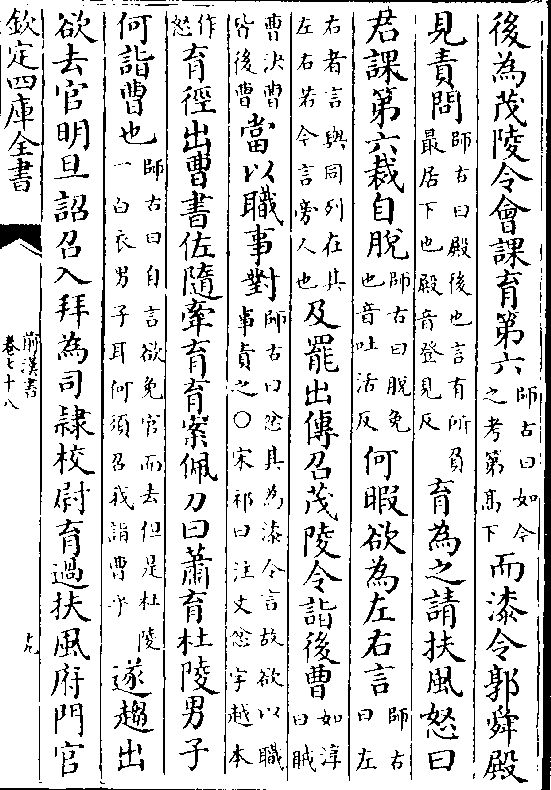 後為茂陵令會課育第六師古曰如今之考第髙下而漆令郭舜殿
見責問師古曰殿後也言有所負最居下也殿音登見反育為之請扶風怒曰
君課第六裁自脫師古曰脫免也音吐活反何暇欲為左右言師古曰左
右者言與同列在其左右若今言旁人也及罷出傳召茂陵令詣後曹如淳曰賊
曹決曹皆後曹當以職事對師古曰忿其為漆令言故欲以職事責之○宋祁曰注文忿字越本
作怒育徑出曹書佐隨牽育育案佩刀曰蕭育杜陵男子
何詣曹也師古曰自言欲免官而去但是杜陵一白衣男子耳何須召我詣曹乎遂趨出
欲去官明旦詔召入拜為司隸校尉育過扶風府門官
欽定四庫全書
前漢書
卷七十八